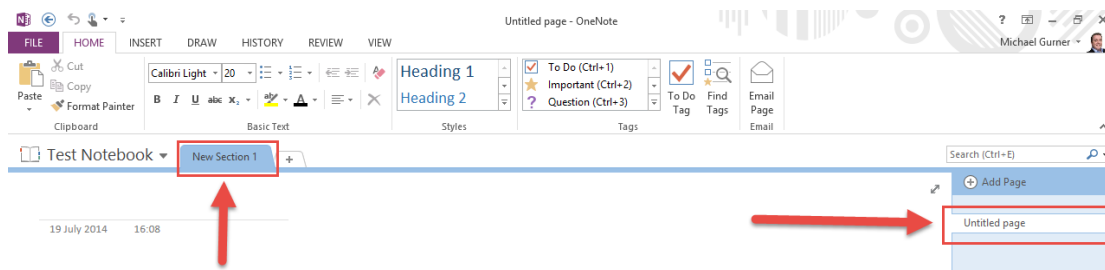 Untitled page - OneNote
FILE HOME INSERT DRAW HISTORY REVIEW VIEW
Michael Gurner
Paste
Cut
Copy
Format Painter
Clipboard
Calibri Light 20
B I U abc X₂ A
Basic Text
Heading 1
Heading 2
Styles
To Do (Ctrl+1)
Important (Ctrl+2)
? Question (Ctrl+3)
To Do Tag
Find Tags
Tags
Email Page
Email
Test Notebook
New Section 1
+
Search (Ctrl+E)
Add Page
Untitled page
19 July 2014 16:08